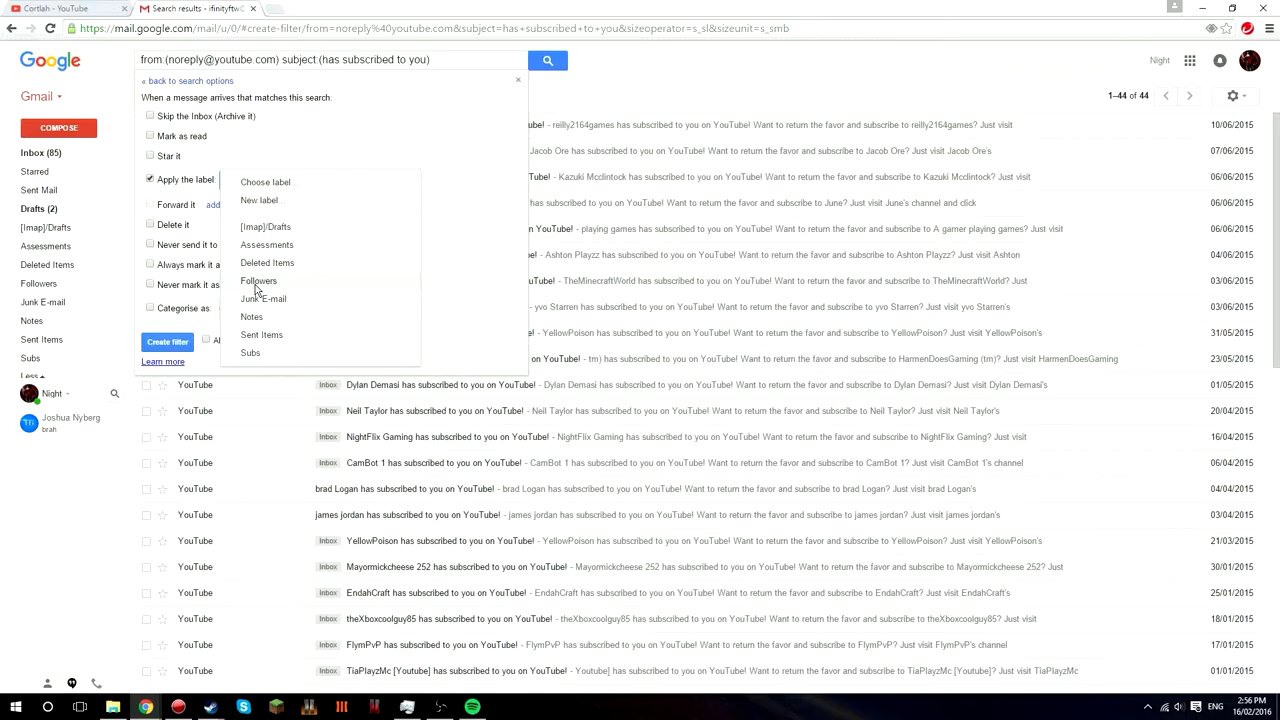 Cortlah - YouTube
Search results - ifinityftwC
https://mail.google.com/mail/u/0/#create-filter/from=noreply%40youtube.com&subject=has+subscribed+to+you&sizeoperator=s_sl&sizeunit=s_smb
Google
from:(noreply@youtube.com) subject:(has subscribed to you)
Night
« back to search options
When a message arrives that matches this search:
Gmail
1–44 of 44
COMPOSE
Inbox (85)
Starred
Sent Mail
Drafts (2)
[Imap]/Drafts
Assessments
Deleted Items
Followers
Junk E-mail
Notes
Sent Items
Subs
Less
Night
Joshua Nyberg
brah
Skip the Inbox (Archive it)
Mark as read
Star it
Apply the label:
Forward it add
Delete it
Never send it to
Always mark it a
Never mark it as
Categorise as:
Create filter
Learn more
Choose label...
New label...
[Imap]/Drafts
Assessments
Deleted Items
Followers
Junk E-mail
Notes
Sent Items
Subs
ube! - reilly2164games has subscribed to you on YouTube! Want to return the favor and subscribe to reilly2164games? Just visit 10/06/2015
Jacob Ore has subscribed to you on YouTube! Want to return the favor and subscribe to Jacob Ore? Just visit Jacob Ore's 07/06/2015
Tube! - Kazuki Mcclintock has subscribed to you on YouTube! Want to return the favor and subscribe to Kazuki Mcclintock? Just visit 06/06/2015
has subscribed to you on YouTube! Want to return the favor and subscribe to June? Just visit June's channel and click 06/06/2015
YouTube! - playing games has subscribed to you on YouTube! Want to return the favor and subscribe to A gamer playing games? Just visit 04/06/2015
be! - Ashton Playzz has subscribed to you on YouTube! Want to return the favor and subscribe to Ashton Playzz? Just visit Ashton 04/06/2015
uTube! - TheMinecraftWorld has subscribed to you on YouTube! Want to return the favor and subscribe to TheMinecraftWorld? Just 03/06/2015
be! - yvo Starren has subscribed to you on YouTube! Want to return the favor and subscribe to yvo Starren? Just visit yvo Starren's 03/06/2015
be! - YellowPoison has subscribed to you on YouTube! Want to return the favor and subscribe to YellowPoison? Just visit YellowPoison's 31/05/2015
on YouTube! - tm) has subscribed to you on YouTube! Want to return the favor and subscribe to HarmenDoesGaming (tm)? Just visit HarmenDoesGaming 23/05/2015
YouTube Inbox Dylan Demasi has subscribed to you on YouTube! - Dylan Demasi has subscribed to you on YouTube! Want to return the favor and subscribe to Dylan Demasi? Just visit Dylan Demasi's 01/05/2015
YouTube Inbox Neil Taylor has subscribed to you on YouTube! - Neil Taylor has subscribed to you on YouTube! Want to return the favor and subscribe to Neil Taylor? Just visit Neil Taylor's 20/04/2015
YouTube Inbox NightFlix Gaming has subscribed to you on YouTube! - NightFlix Gaming has subscribed to you on YouTube! Want to return the favor and subscribe to NightFlix Gaming? Just visit 16/04/2015
YouTube Inbox CamBot 1 has subscribed to you on YouTube! - CamBot 1 has subscribed to you on YouTube! Want to return the favor and subscribe to CamBot 1? Just visit CamBot 1's channel 06/04/2015
YouTube brad Logan has subscribed to you on YouTube! - brad Logan has subscribed to you on YouTube! Want to return the favor and subscribe to brad Logan? Just visit brad Logan's 04/04/2015
YouTube james jordan has subscribed to you on YouTube! - james jordan has subscribed to you on YouTube! Want to return the favor and subscribe to james jordan? Just visit james jordan's 03/04/2015
YouTube Inbox YellowPoison has subscribed to you on YouTube! - YellowPoison has subscribed to you on YouTube! Want to return the favor and subscribe to YellowPoison? Just visit YellowPoison's 21/03/2015
YouTube Inbox Mayormickcheese 252 has subscribed to you on YouTube! - Mayormickcheese 252 has subscribed to you on YouTube! Want to return the favor and subscribe to Mayormickcheese 252? Just 30/01/2015
YouTube Inbox EndahCraft has subscribed to you on YouTube! - EndahCraft has subscribed to you on YouTube! Want to return the favor and subscribe to EndahCraft? Just visit EndahCraft's 25/01/2015
YouTube Inbox theXboxcoolguy85 has subscribed to you on YouTube! - theXboxcoolguy85 has subscribed to you on YouTube! Want to return the favor and subscribe to theXboxcoolguy85? Just visit 18/01/2015
YouTube Inbox FlymPvP has subscribed to you on YouTube! - FlymPvP has subscribed to you on YouTube! Want to return the favor and subscribe to FlymPvP? Just visit FlymPvP's channel 17/01/2015
YouTube Inbox TiaPlayzMc [Youtube] has subscribed to you on YouTube! - Youtube] has subscribed to you on YouTube! Want to return the favor and subscribe to TiaPlayzMc [Youtube]? Just visit TiaPlayzMc 01/01/2015
ENG
2:56 PM
16/02/2016